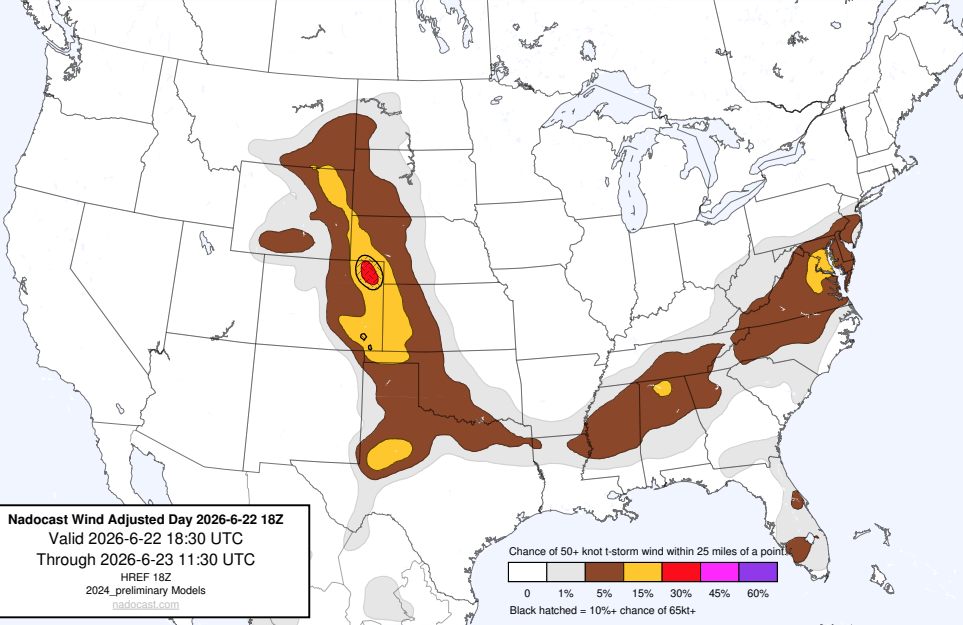 Nadocast Wind Adjusted Day 2026-6-22 18Z
Valid 2026-6-22 18:30 UTC
Through 2026-6-23 11:30 UTC
HREF 18Z
2024_preliminary Models
nadocast.com
Chance of 50+ knot t-storm wind within 25 miles of a point.
0 1% 5% 15% 30% 45% 60%
Black hatched = 10%+ chance of 65kt+